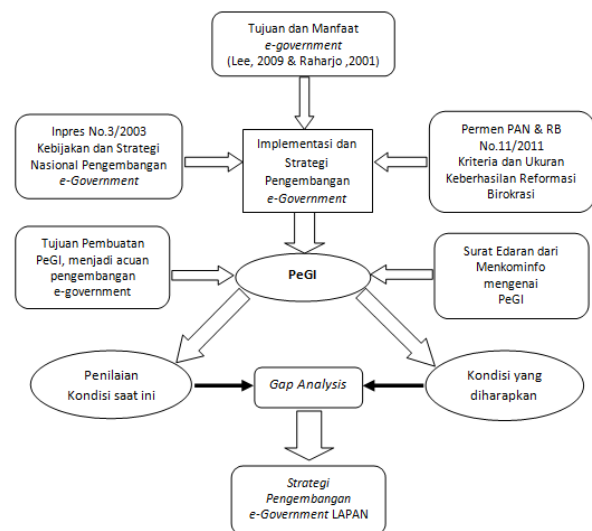 Tujuan dan Manfaat
e-government
(Lee, 2009 & Raharjo ,2001)
Inpres No.3/2003
Kebijakan dan Strategi
Nasional Pengembangan
e-Government
Implementasi dan
Strategi
Pengembangan
e-Government
Permen PAN & RB
No.11/2011
Kriteria dan Ukuran
Keberhasilan Reformasi
Birokrasi
Tujuan Pembuatan
PeGI, menjadi acuan
pengembangan
e-government
PeGI
Surat Edaran dari
Menkominfo
mengenai
PeGI
Penilaian
Kondisi saat ini
Gap Analysis
Kondisi yang
diharapkan
Strategi
Pengembangan
e-Government LAPAN